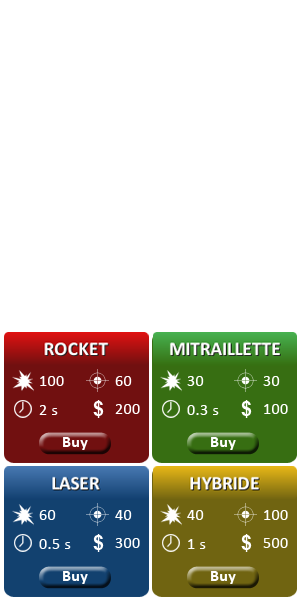 ROCKET
100 60
2 s $ 200
Buy
MITRAILLETTE
30 30
0.3 s $ 100
Buy
LASER
60 40
0.5 s $ 300
Buy
HYBRIDE
40 100
1 s $ 500
Buy